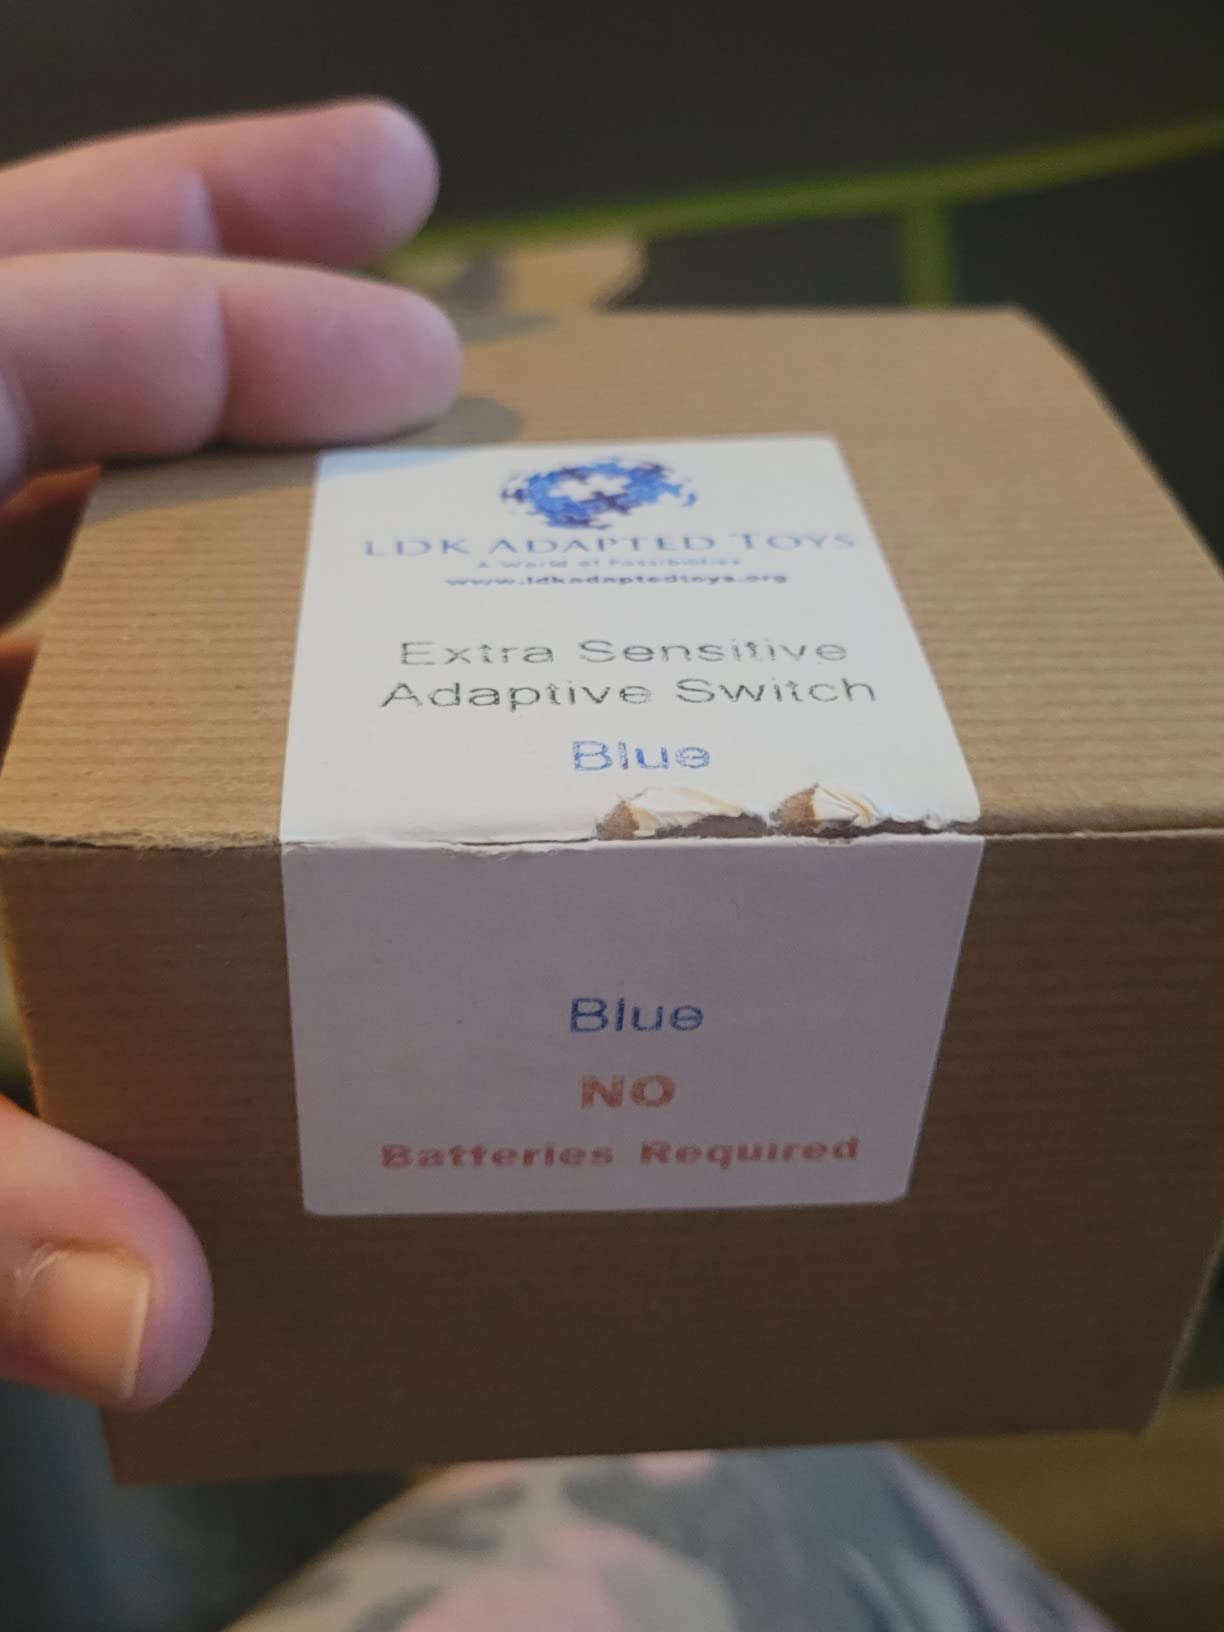 LDK ADAPTED TOYS
A World of Possibilities
www.ldkadaptedtoys.org
Extra Sensitive
Adaptive Switch
Blue
Blue
NO
Batteries Required